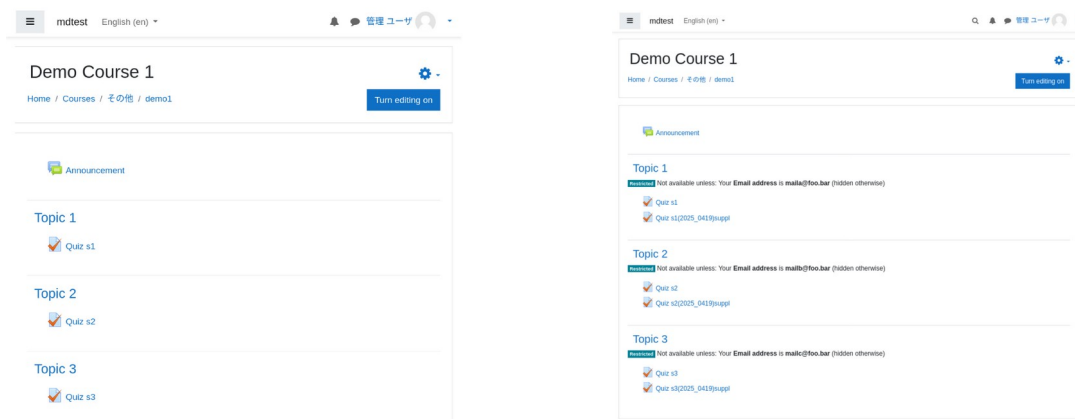 mdtest English (en) 管理 ユーザ
Demo Course 1
Home / Courses / その他 / demo1
Turn editing on
Announcement
Topic 1
Quiz s1
Topic 2
Quiz s2
Topic 3
Quiz s3
mdtest English (en) 管理 ユーザ
Demo Course 1
Home / Courses / その他 / demo1
Turn editing on
Announcement
Topic 1
Restricted Not available unless: Your Email address is maila@foo.bar (hidden otherwise)
Quiz s1
Quiz s1(2025_0419)suppl
Topic 2
Restricted Not available unless: Your Email address is mailb@foo.bar (hidden otherwise)
Quiz s2
Quiz s2(2025_0419)suppl
Topic 3
Restricted Not available unless: Your Email address is mailc@foo.bar (hidden otherwise)
Quiz s3
Quiz s3(2025_0419)suppl